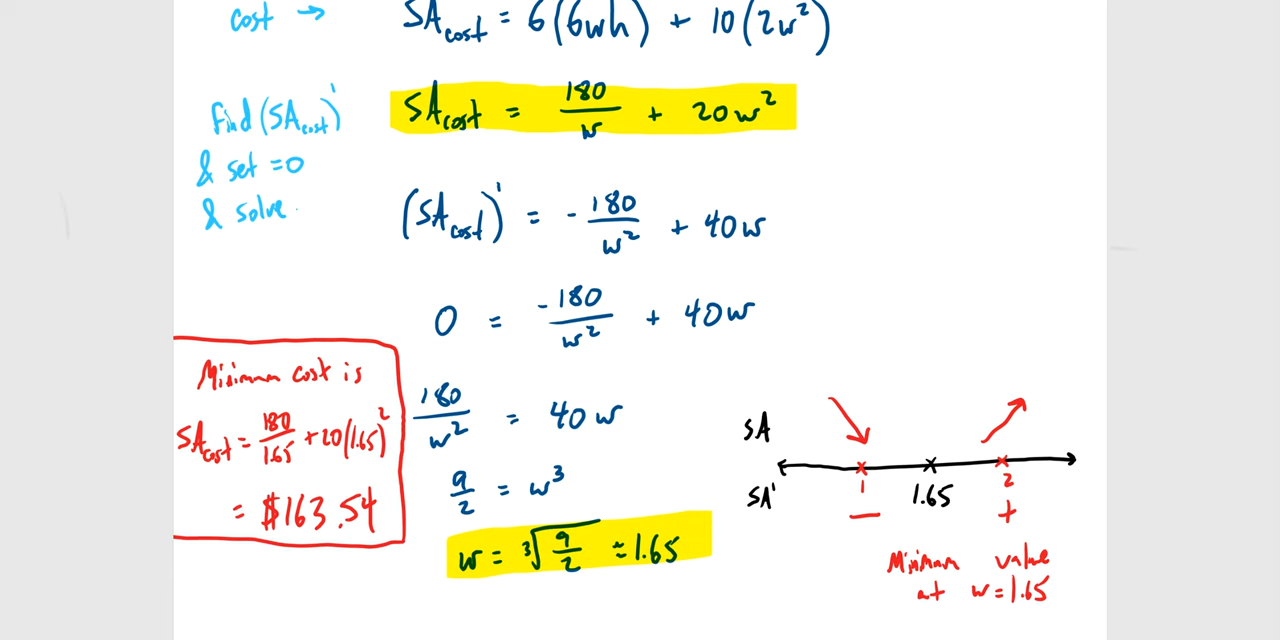 cost → SA_cost = 6(6wh) + 10(2w²)
Find (SA_cost)'
& set = 0
& solve.
SA_cost = 180/w + 20w²
(SA_cost)' = -180/w² + 40w
0 = -180/w² + 40w
180/w² = 40w
9/2 = w³
w = ³√(9/2) ≈ 1.65
Minimum cost is
SA_cost = 180/1.65 + 20(1.65)²
= $163.54
SA
SA'
1 1.65 2
− +
Minimum value
at w = 1.65